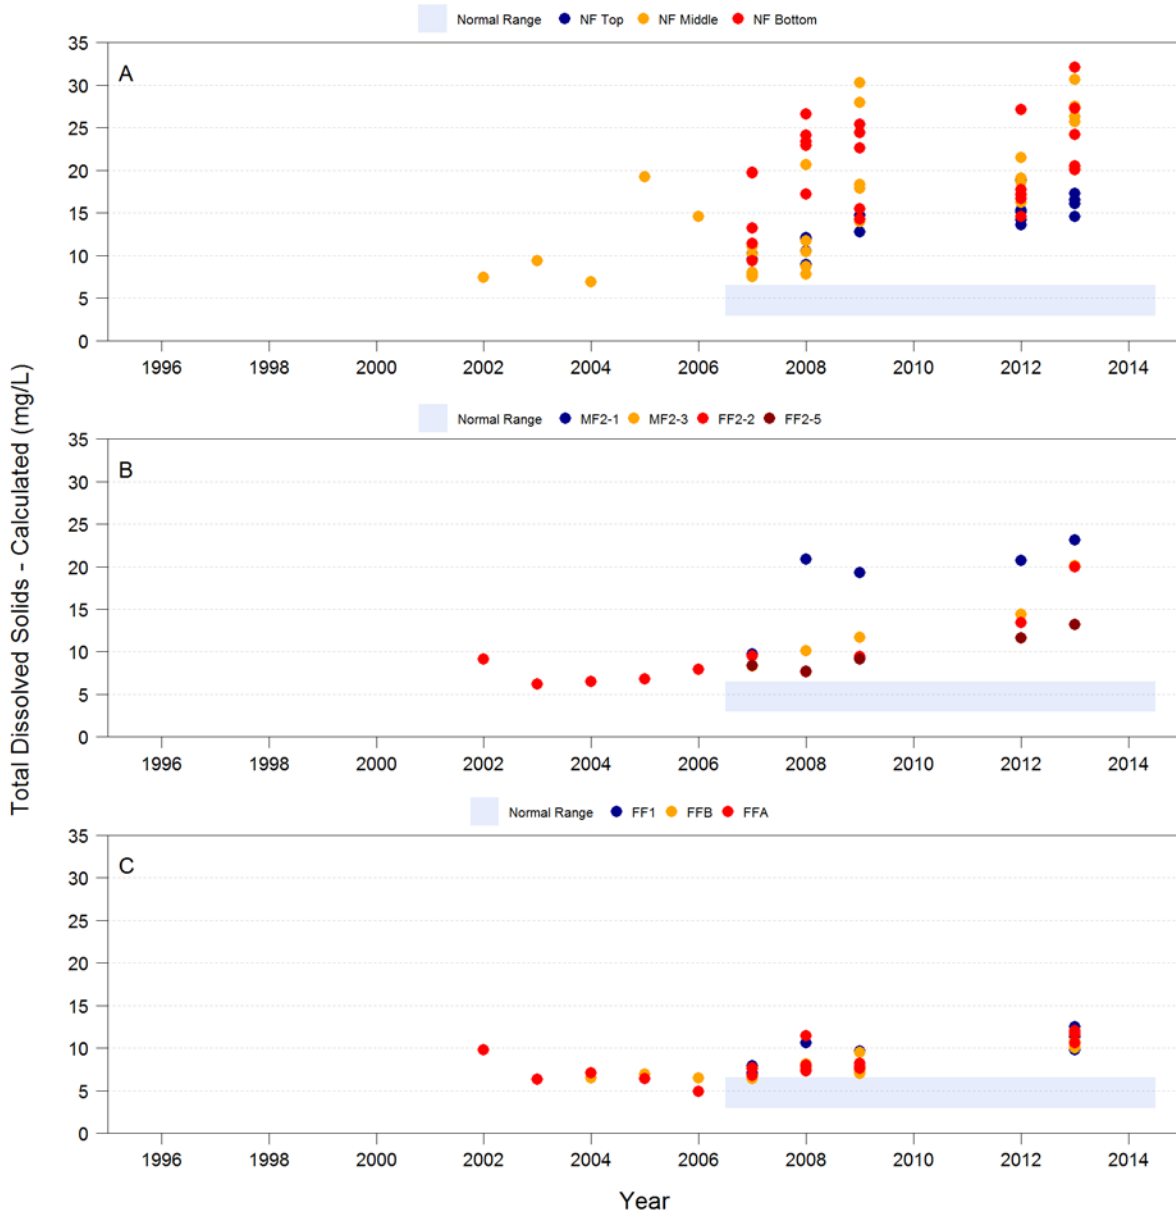 Normal Range NF Top NF Middle NF Bottom
A
35
30
25
20
15
10
5
0
1996 1998 2000 2002 2004 2006 2008 2010 2012 2014
Normal Range MF2-1 MF2-3 FF2-2 FF2-5
B
35
30
25
20
15
10
5
0
1996 1998 2000 2002 2004 2006 2008 2010 2012 2014
Normal Range FF1 FFB FFA
C
35
30
25
20
15
10
5
0
1996 1998 2000 2002 2004 2006 2008 2010 2012 2014
Total Dissolved Solids - Calculated (mg/L)
Year